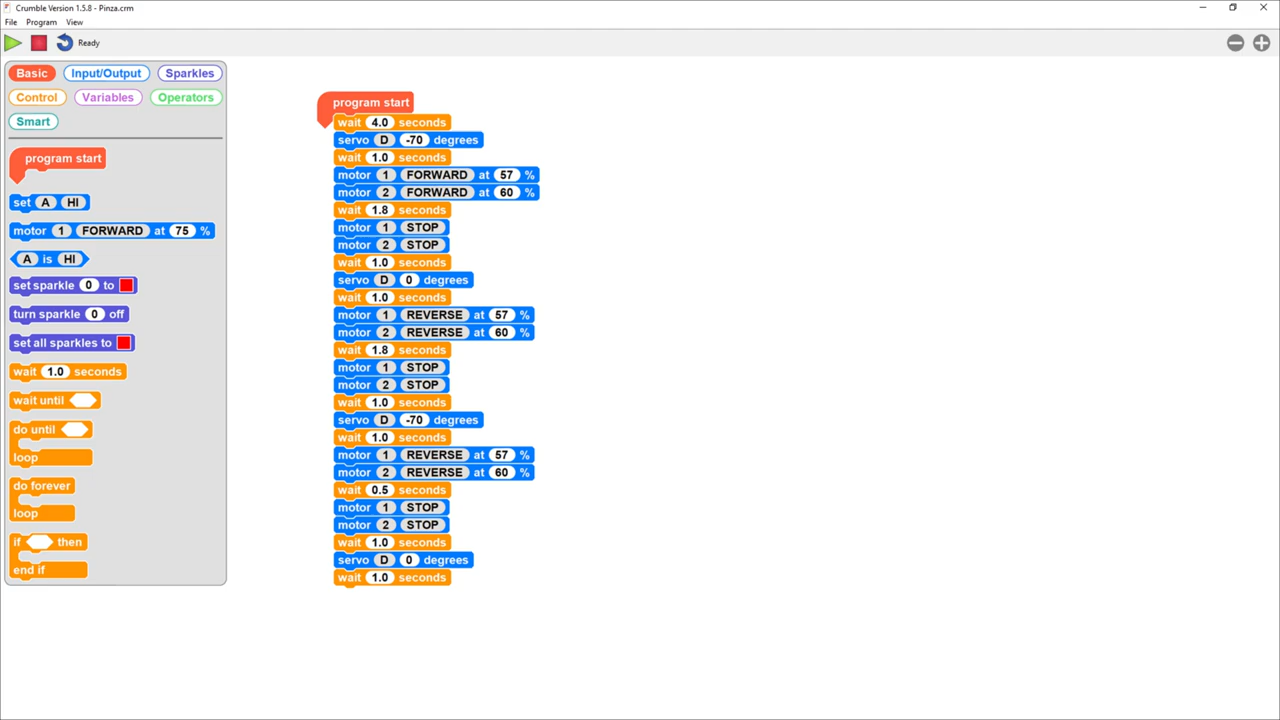 Crumble Version 1.5.8 - Pinza.crm
File Program View
Ready
Basic Input/Output Sparkles
Control Variables Operators
Smart
program start
set A HI
motor 1 FORWARD at 75 %
A is HI
set sparkle 0 to
turn sparkle 0 off
set all sparkles to
wait 1.0 seconds
wait until
do until
loop
do forever
loop
if then
end if
program start
wait 4.0 seconds
servo D -70 degrees
wait 1.0 seconds
motor 1 FORWARD at 57 %
motor 2 FORWARD at 60 %
wait 1.8 seconds
motor 1 STOP
motor 2 STOP
wait 1.0 seconds
servo D 0 degrees
wait 1.0 seconds
motor 1 REVERSE at 57 %
motor 2 REVERSE at 60 %
wait 1.8 seconds
motor 1 STOP
motor 2 STOP
wait 1.0 seconds
servo D -70 degrees
wait 1.0 seconds
motor 1 REVERSE at 57 %
motor 2 REVERSE at 60 %
wait 0.5 seconds
motor 1 STOP
motor 2 STOP
wait 1.0 seconds
servo D 0 degrees
wait 1.0 seconds